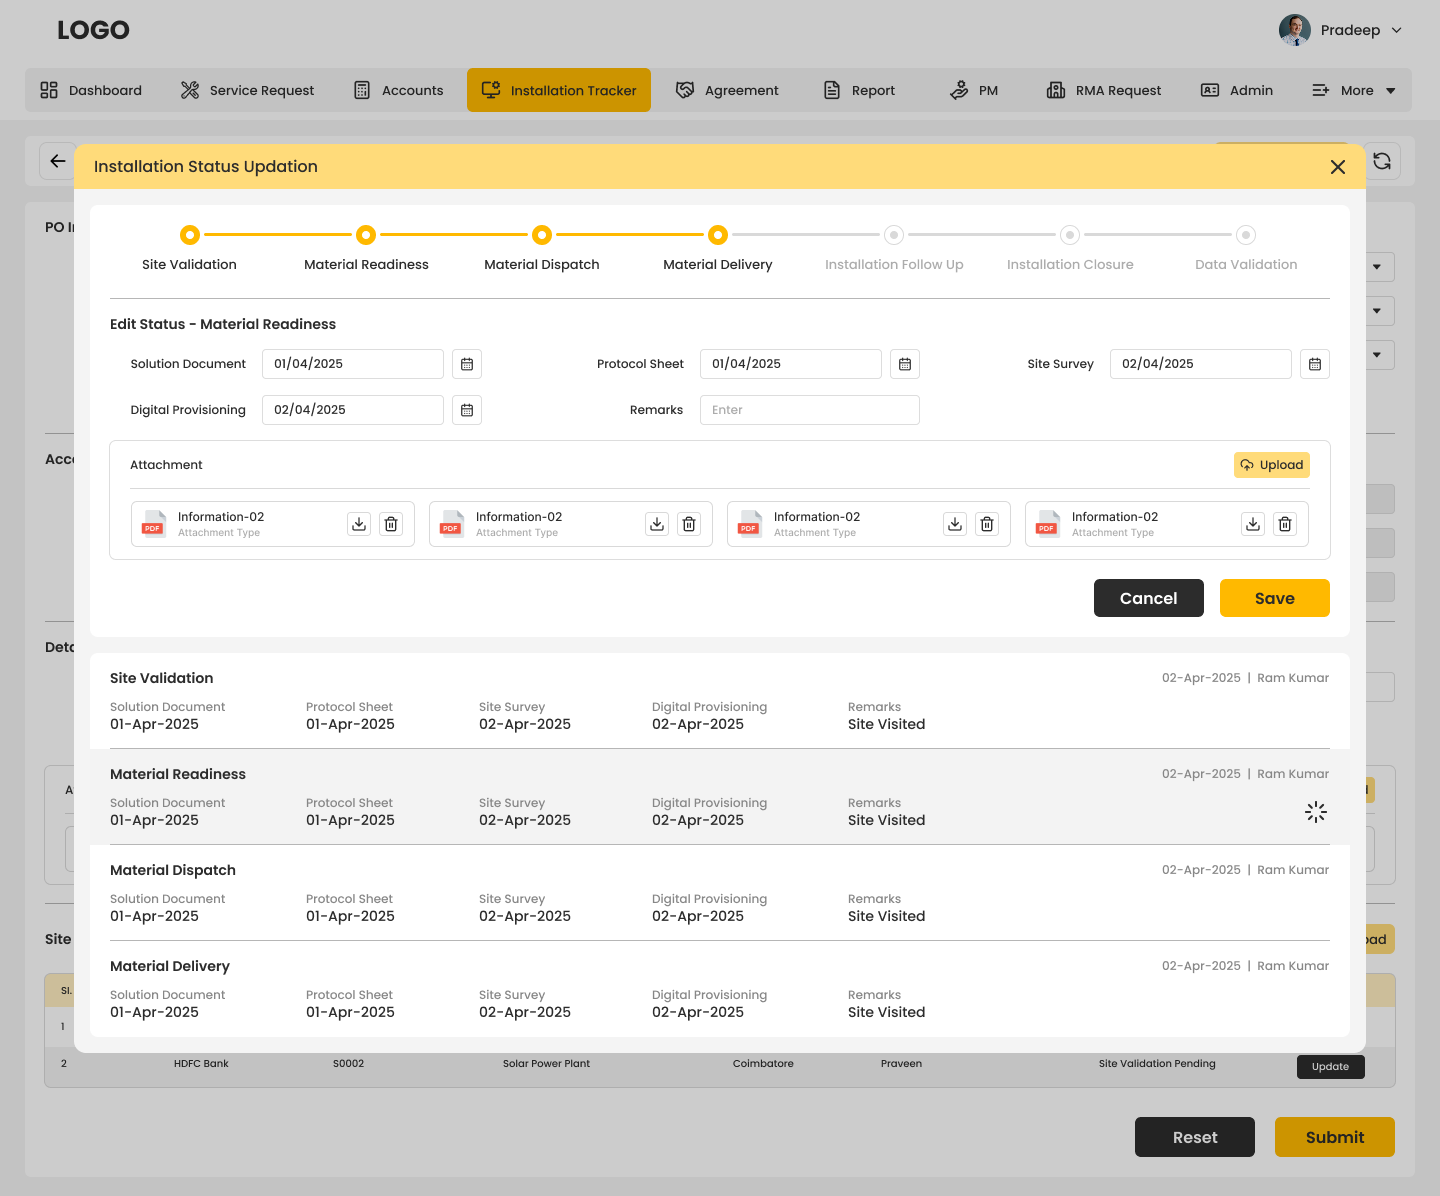 LOGO
Pradeep
Dashboard
Service Request
Accounts
Installation Tracker
Agreement
Report
PM
RMA Request
Admin
More
Installation Status Updation
Site Validation
Material Readiness
Material Dispatch
Material Delivery
Installation Follow Up
Installation Closure
Data Validation
Edit Status - Material Readiness
Solution Document 01/04/2025
Protocol Sheet 01/04/2025
Site Survey 02/04/2025
Digital Provisioning 02/04/2025
Remarks Enter
Attachment
Upload
PDF Information-02
Attachment Type
PDF Information-02
Attachment Type
PDF Information-02
Attachment Type
PDF Information-02
Attachment Type
Cancel
Save
Site Validation 02-Apr-2025 | Ram Kumar
Solution Document Protocol Sheet Site Survey Digital Provisioning Remarks
01-Apr-2025 01-Apr-2025 02-Apr-2025 02-Apr-2025 Site Visited
Material Readiness 02-Apr-2025 | Ram Kumar
Solution Document Protocol Sheet Site Survey Digital Provisioning Remarks
01-Apr-2025 01-Apr-2025 02-Apr-2025 02-Apr-2025 Site Visited
Material Dispatch 02-Apr-2025 | Ram Kumar
Solution Document Protocol Sheet Site Survey Digital Provisioning Remarks
01-Apr-2025 01-Apr-2025 02-Apr-2025 02-Apr-2025 Site Visited
Material Delivery 02-Apr-2025 | Ram Kumar
Solution Document Protocol Sheet Site Survey Digital Provisioning Remarks
01-Apr-2025 01-Apr-2025 02-Apr-2025 02-Apr-2025 Site Visited
PO
Site
Sl.
1
2 HDFC Bank S0002 Solar Power Plant Coimbatore Praveen Site Validation Pending Update
Reset
Submit